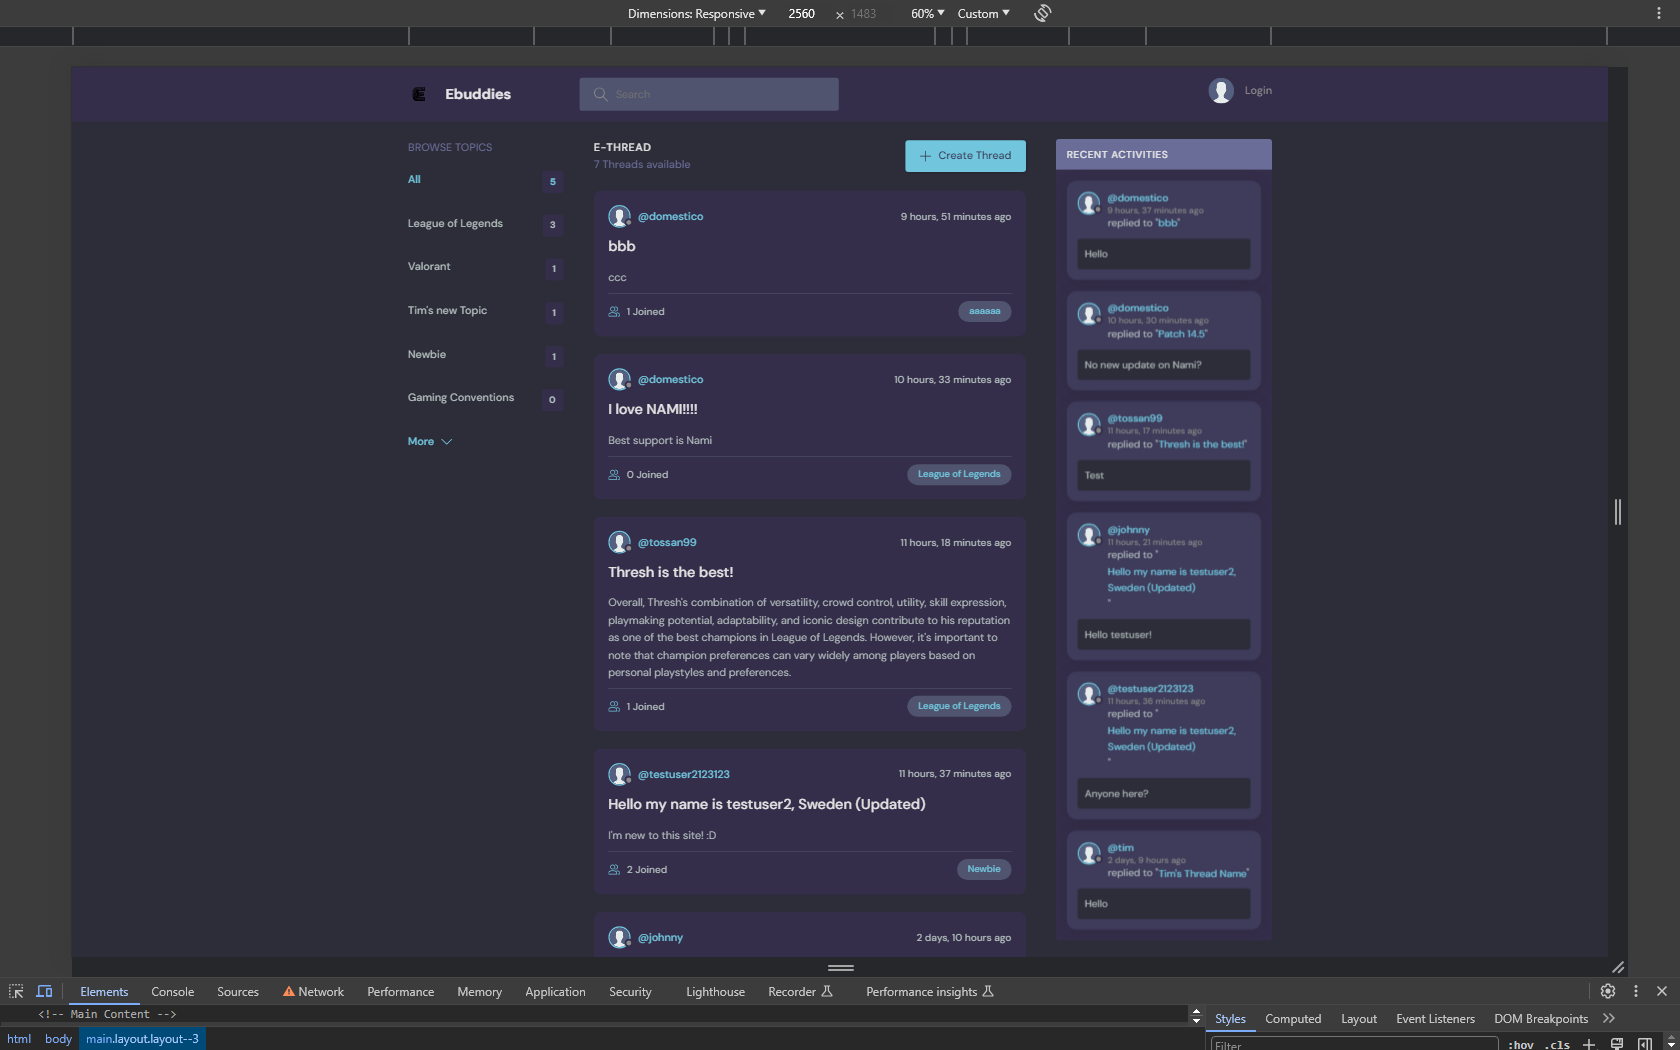 Dimensions: Responsive 2560 × 1483 60% Custom
Ebuddies Search Login
BROWSE TOPICS
All 5
League of Legends 3
Valorant 1
Tim's new Topic 1
Newbie 1
Gaming Conventions 0
More
E-THREAD
7 Threads available
Create Thread
@domestico 9 hours, 51 minutes ago
bbb
ccc
1 Joined aaaaaa
@domestico 10 hours, 33 minutes ago
I love NAMI!!!!
Best support is Nami
0 Joined League of Legends
@tossan99 11 hours, 18 minutes ago
Thresh is the best!
Overall, Thresh's combination of versatility, crowd control, utility, skill expression,
playmaking potential, adaptability, and iconic design contribute to his reputation
as one of the best champions in League of Legends. However, it's important to
note that champion preferences can vary widely among players based on
personal playstyles and preferences.
1 Joined League of Legends
@testuser2123123 11 hours, 37 minutes ago
Hello my name is testuser2, Sweden (Updated)
I'm new to this site! :D
2 Joined Newbie
@johnny 2 days, 10 hours ago
RECENT ACTIVITIES
@domestico
9 hours, 37 minutes ago
replied to "bbb"
Hello
@domestico
10 hours, 30 minutes ago
replied to "Patch 14.5"
No new update on Nami?
@tossan99
11 hours, 17 minutes ago
replied to "Thresh is the best!"
Test
@johnny
11 hours, 21 minutes ago
replied to "
Hello my name is testuser2,
Sweden (Updated)
"
Hello testuser!
@testuser2123123
11 hours, 36 minutes ago
replied to "
Hello my name is testuser2,
Sweden (Updated)
"
Anyone here?
@tim
2 days, 9 hours ago
replied to "Tim's Thread Name"
Hello
Elements Console Sources Network Performance Memory Application Security Lighthouse Recorder Performance insights
<!-- Main Content -->
html body main.layout.layout--3
Styles Computed Layout Event Listeners DOM Breakpoints
Filter :hov .cls